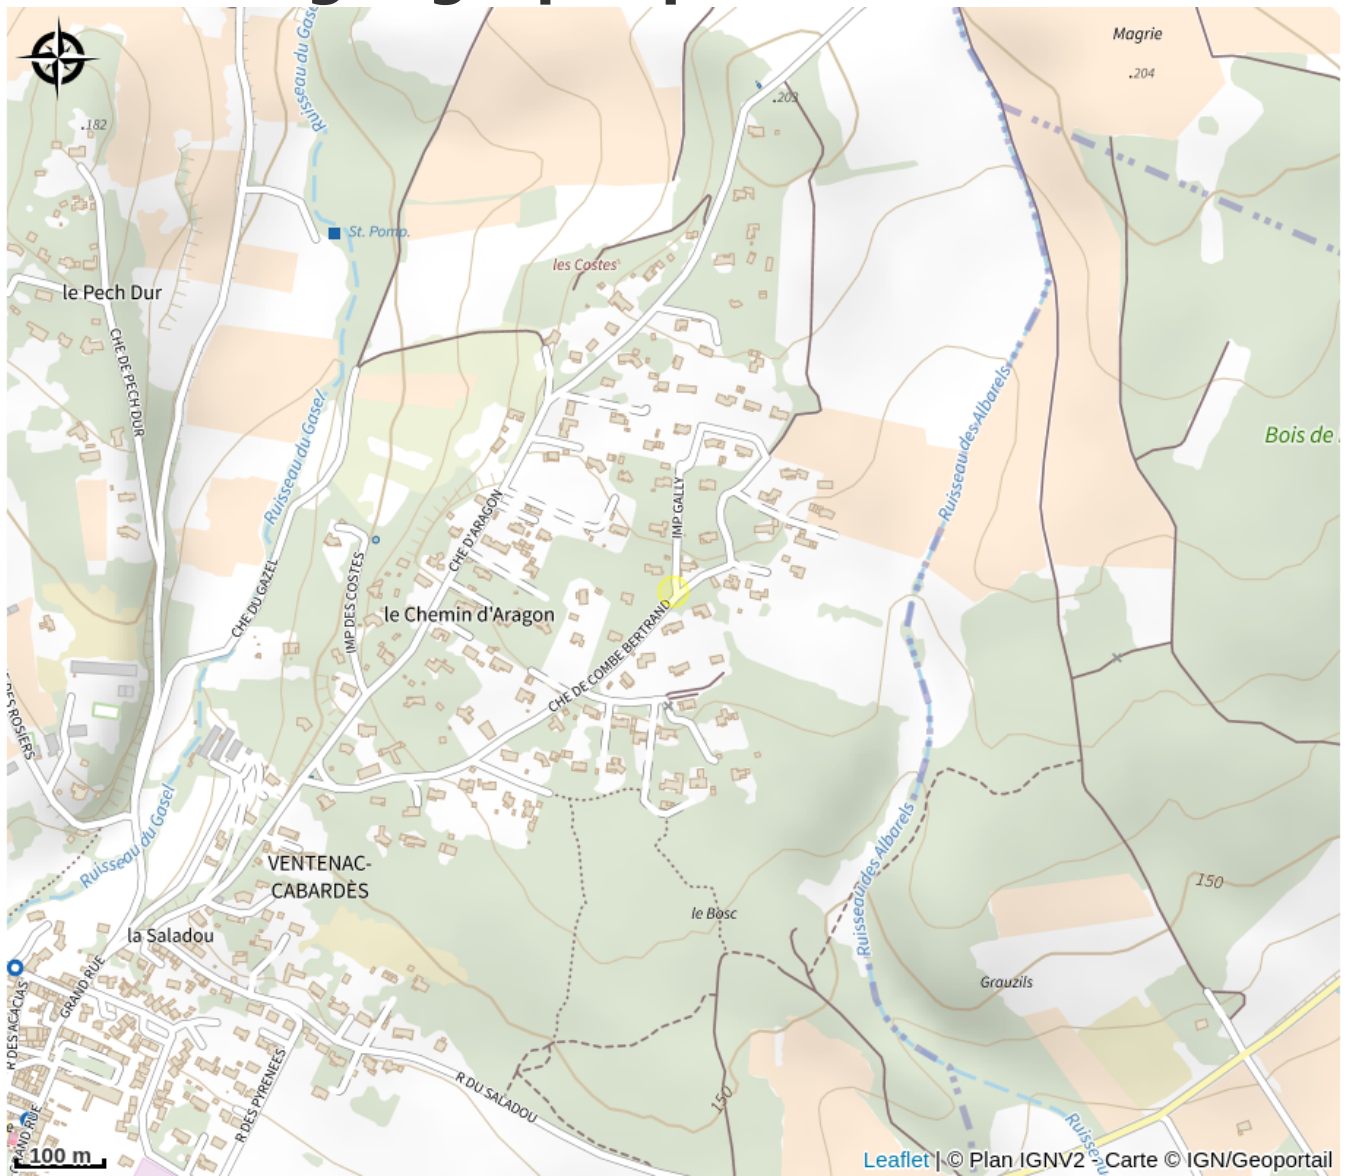 Magrie
.204
Ruisseau du Gasel
.203
.182
St. Pomp.
les Costes
le Pech Dur
CHE DE PECH DUR
Ruisseau des Albarels
Bois de
Ruisseau du Gasel
CHE D'ARAGON
IMP GALLY
CHE DU GAZEL
IMP DES COSTES
le Chemin d'Aragon
CHE DE COMBE BERTRAND
DES ROSIERS
Ruisseau du Gasel
Ruisseau des Albarels
VENTENAC-
CABARDÈS
150
le Bosc
la Saladou
GRAND RUE
Grauzils
R DES ACACIAS
R DES PYRENEES
R DU SALADOU
150
GRAND RUE
Ruisseau
100 m
Leaflet | © Plan IGNV2 - Carte © IGN/Geoportail